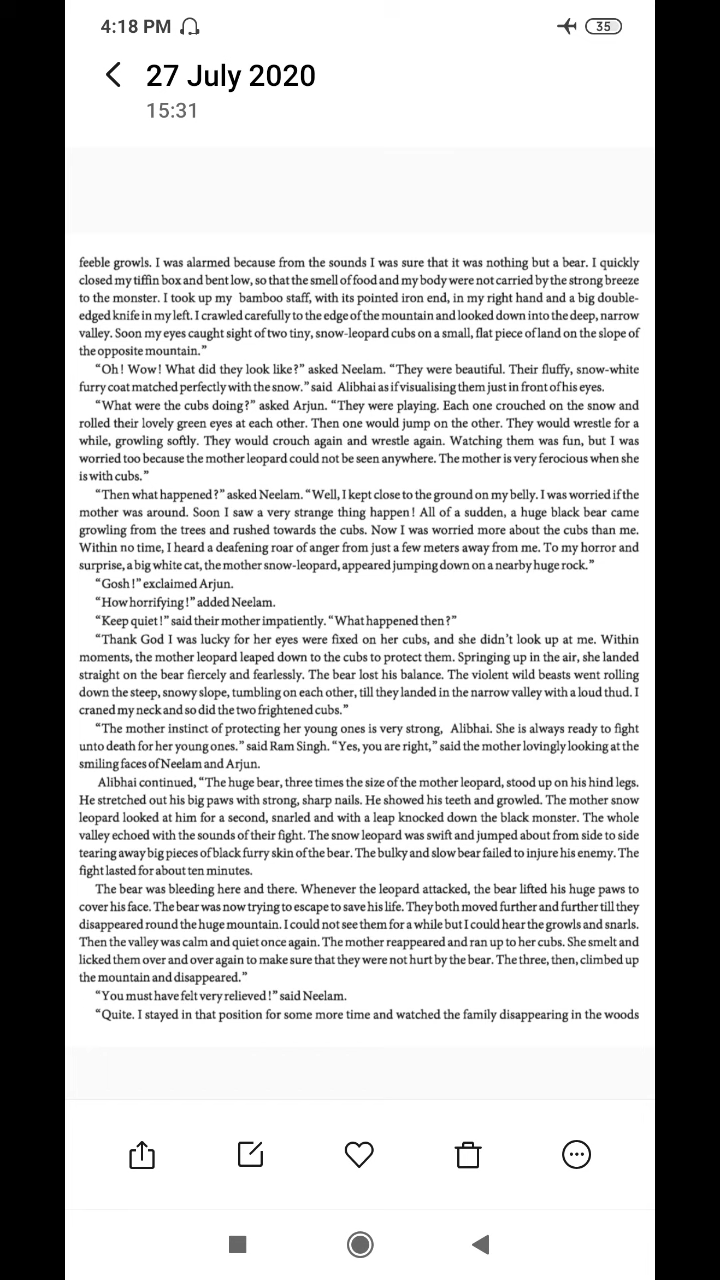 4:18 PM
35
27 July 2020
15:31
feeble growls. I was alarmed because from the sounds I was sure that it was nothing but a bear. I quickly
closed my tiffin box and bent low, so that the smell of food and my body were not carried by the strong breeze
to the monster. I took up my bamboo staff, with its pointed iron end, in my right hand and a big double-
edged knife in my left. I crawled carefully to the edge of the mountain and looked down into the deep, narrow
valley. Soon my eyes caught sight of two tiny, snow-leopard cubs on a small, flat piece of land on the slope of
the opposite mountain.”
“Oh! Wow! What did they look like?” asked Neelam. “They were beautiful. Their fluffy, snow-white
furry coat matched perfectly with the snow.” said Alibhai as if visualising them just in front of his eyes.
“What were the cubs doing?” asked Arjun. “They were playing. Each one crouched on the snow and
rolled their lovely green eyes at each other. Then one would jump on the other. They would wrestle for a
while, growling softly. They would crouch again and wrestle again. Watching them was fun, but I was
worried too because the mother leopard could not be seen anywhere. The mother is very ferocious when she
is with cubs.”
“Then what happened?” asked Neelam. “Well, I kept close to the ground on my belly. I was worried if the
mother was around. Soon I saw a very strange thing happen! All of a sudden, a huge black bear came
growling from the trees and rushed towards the cubs. Now I was worried more about the cubs than me.
Within no time, I heard a deafening roar of anger from just a few meters away from me. To my horror and
surprise, a big white cat, the mother snow-leopard, appeared jumping down on a nearby huge rock.”
“Gosh!” exclaimed Arjun.
“How horrifying!” added Neelam.
“Keep quiet!” said their mother impatiently. “What happened then?”
“Thank God I was lucky for her eyes were fixed on her cubs, and she didn’t look up at me. Within
moments, the mother leopard leaped down to the cubs to protect them. Springing up in the air, she landed
straight on the bear fiercely and fearlessly. The bear lost his balance. The violent wild beasts went rolling
down the steep, snowy slope, tumbling on each other, till they landed in the narrow valley with a loud thud. I
craned my neck and so did the two frightened cubs.”
“The mother instinct of protecting her young ones is very strong, Alibhai. She is always ready to fight
unto death for her young ones.” said Ram Singh. “Yes, you are right,” said the mother lovingly looking at the
smiling faces of Neelam and Arjun.
Alibhai continued, “The huge bear, three times the size of the mother leopard, stood up on his hind legs.
He stretched out his big paws with strong, sharp nails. He showed his teeth and growled. The mother snow
leopard looked at him for a second, snarled and with a leap knocked down the black monster. The whole
valley echoed with the sounds of their fight. The snow leopard was swift and jumped about from side to side
tearing away big pieces of black furry skin of the bear. The bulky and slow bear failed to injure his enemy. The
fight lasted for about ten minutes.
The bear was bleeding here and there. Whenever the leopard attacked, the bear lifted his huge paws to
cover his face. The bear was now trying to escape to save his life. They both moved further and further till they
disappeared round the huge mountain. I could not see them for a while but I could hear the growls and snarls.
Then the valley was calm and quiet once again. The mother reappeared and ran up to her cubs. She smelt and
licked them over and over again to make sure that they were not hurt by the bear. The three, then, climbed up
the mountain and disappeared.”
“You must have felt very relieved!” said Neelam.
“Quite. I stayed in that position for some more time and watched the family disappearing in the woods